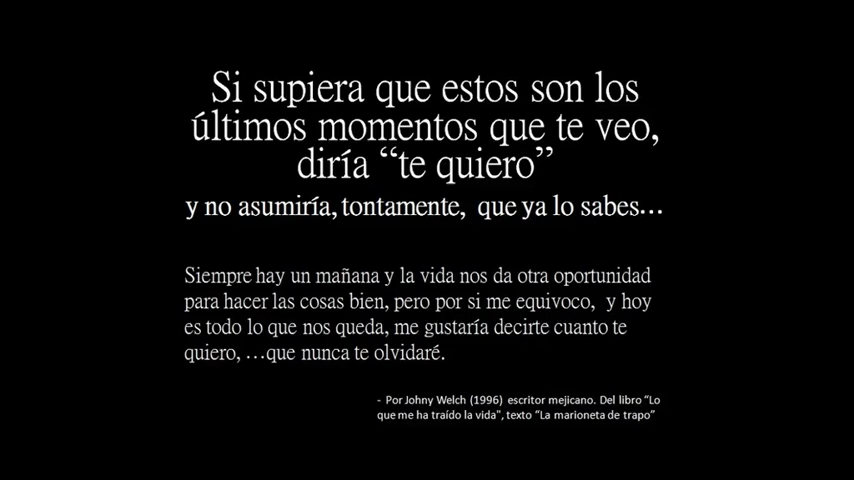 Si supiera que estos son los
últimos momentos que te veo,
diría “te quiero”
y no asumiría, tontamente, que ya lo sabes…
Siempre hay un mañana y la vida nos da otra oportunidad
para hacer las cosas bien, pero por si me equivoco, y hoy
es todo lo que nos queda, me gustaría decirte cuanto te
quiero, …que nunca te olvidaré.
- Por Johny Welch (1996) escritor mejicano. Del libro “Lo
que me ha traído la vida", texto “La marioneta de trapo”